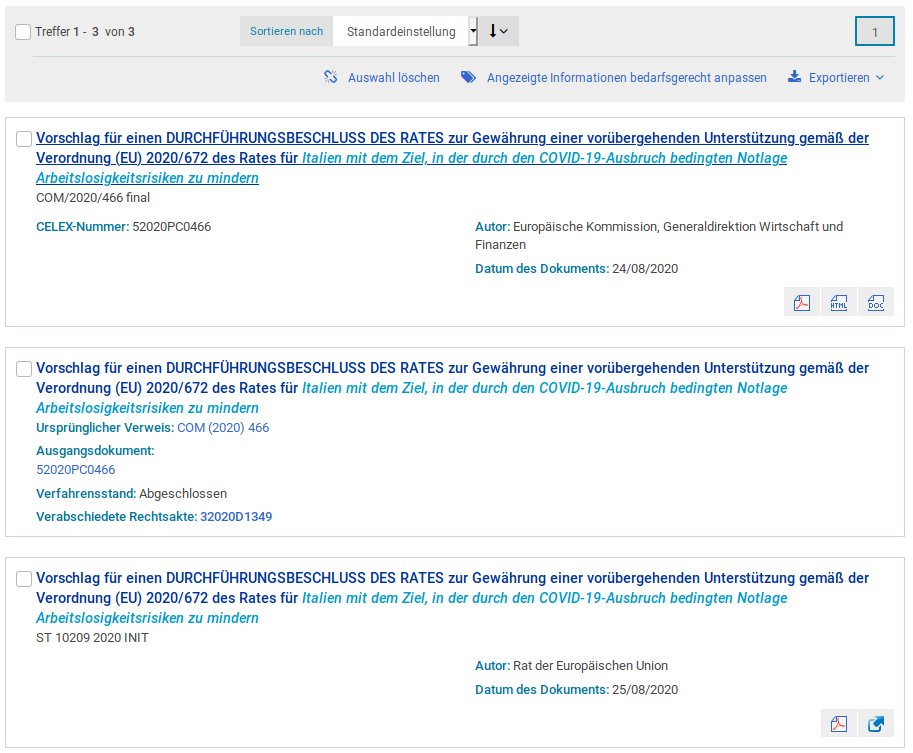 Treffer 1 - 3 von 3
Sortieren nach
Standardeinstellung
1
Auswahl löschen
Angezeigte Informationen bedarfsgerecht anpassen
Exportieren
Vorschlag für einen DURCHFÜHRUNGSBESCHLUSS DES RATES zur Gewährung einer vorübergehenden Unterstützung gemäß der
Verordnung (EU) 2020/672 des Rates für Italien mit dem Ziel, in der durch den COVID-19-Ausbruch bedingten Notlage
Arbeitslosigkeitsrisiken zu mindern
COM/2020/466 final
CELEX-Nummer: 52020PC0466
Autor: Europäische Kommission, Generaldirektion Wirtschaft und
Finanzen
Datum des Dokuments: 24/08/2020
HTML
DOC
Vorschlag für einen DURCHFÜHRUNGSBESCHLUSS DES RATES zur Gewährung einer vorübergehenden Unterstützung gemäß der
Verordnung (EU) 2020/672 des Rates für Italien mit dem Ziel, in der durch den COVID-19-Ausbruch bedingten Notlage
Arbeitslosigkeitsrisiken zu mindern
Ursprünglicher Verweis: COM (2020) 466
Ausgangsdokument:
52020PC0466
Verfahrensstand: Abgeschlossen
Verabschiedete Rechtsakte: 32020D1349
Vorschlag für einen DURCHFÜHRUNGSBESCHLUSS DES RATES zur Gewährung einer vorübergehenden Unterstützung gemäß der
Verordnung (EU) 2020/672 des Rates für Italien mit dem Ziel, in der durch den COVID-19-Ausbruch bedingten Notlage
Arbeitslosigkeitsrisiken zu mindern
ST 10209 2020 INIT
Autor: Rat der Europäischen Union
Datum des Dokuments: 25/08/2020